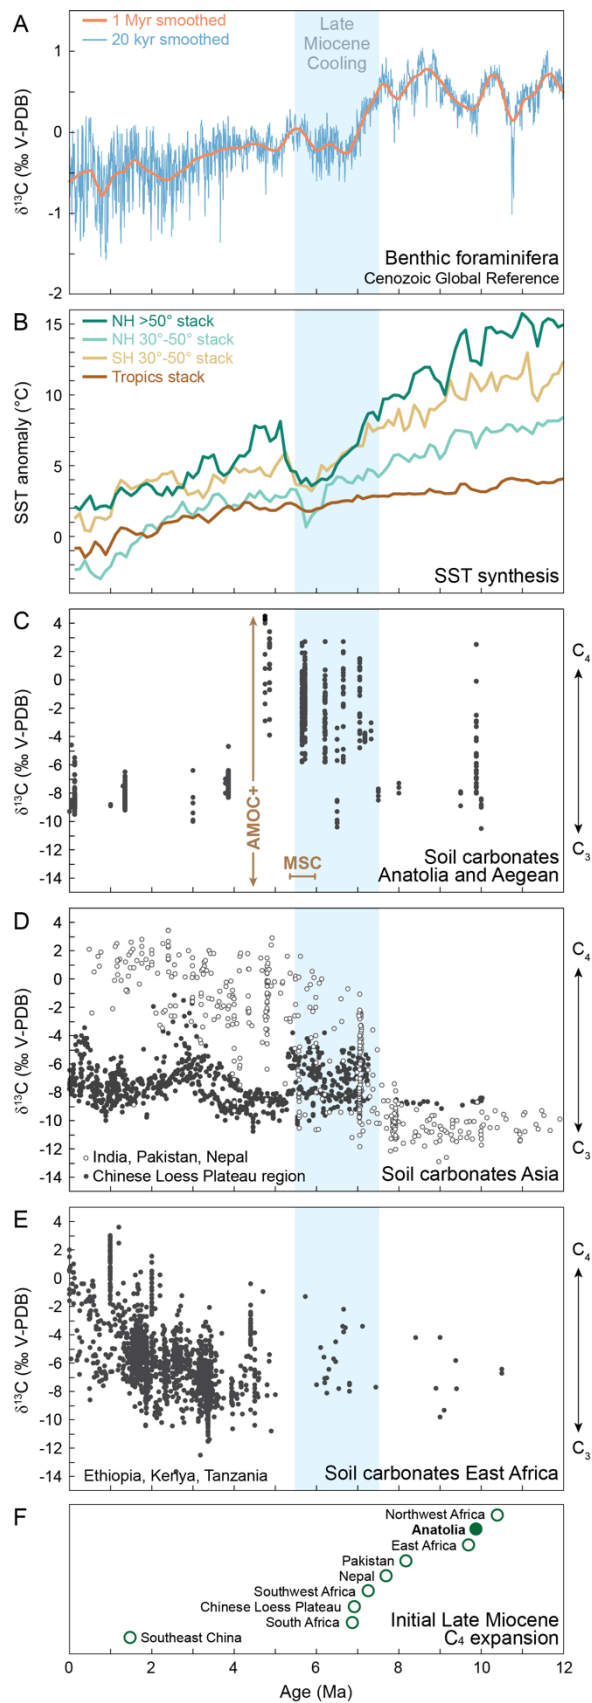 A
1 Myr smoothed
20 kyr smoothed
Late
Miocene
Cooling
1
0
-1
-2
δ¹³C (‰ V-PDB)
Benthic foraminifera
Cenozoic Global Reference
B
NH >50° stack
NH 30°-50° stack
SH 30°-50° stack
Tropics stack
15
10
5
0
SST anomaly (°C)
SST synthesis
C
4
2
0
-2
-4
-6
-8
-10
-12
-14
δ¹³C (‰ V-PDB)
AMOC+
MSC
C₄
C₃
Soil carbonates
Anatolia and Aegean
D
4
2
0
-2
-4
-6
-8
-10
-12
-14
δ¹³C (‰ V-PDB)
C₄
C₃
India, Pakistan, Nepal
Chinese Loess Plateau region
Soil carbonates Asia
E
4
2
0
-2
-4
-6
-8
-10
-12
-14
δ¹³C (‰ V-PDB)
C₄
C₃
Ethiopia, Kenya, Tanzania
Soil carbonates East Africa
F
Northwest Africa
Anatolia
East Africa
Pakistan
Nepal
Southwest Africa
Chinese Loess Plateau
South Africa
Southeast China
Initial Late Miocene
C₄ expansion
0 2 4 6 8 10 12
Age (Ma)